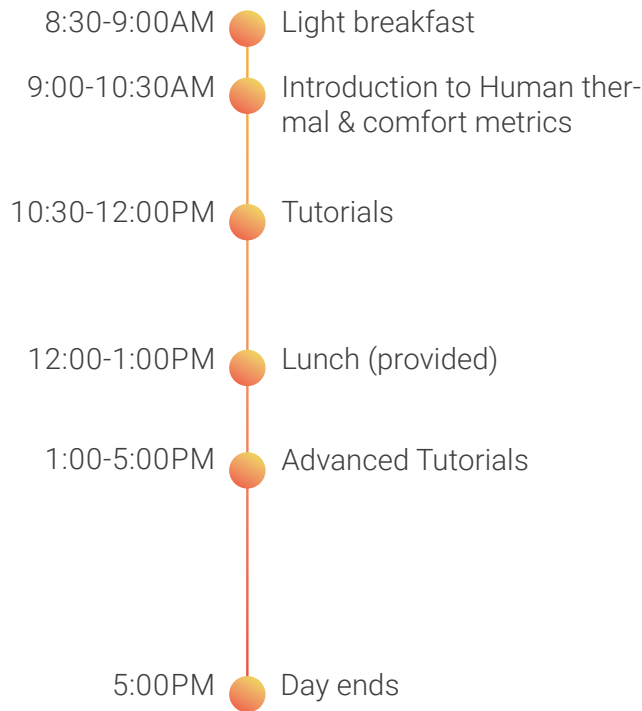 8:30-9:00AM Light breakfast
9:00-10:30AM Introduction to Human ther-
mal & comfort metrics
10:30-12:00PM Tutorials
12:00-1:00PM Lunch (provided)
1:00-5:00PM Advanced Tutorials
5:00PM Day ends